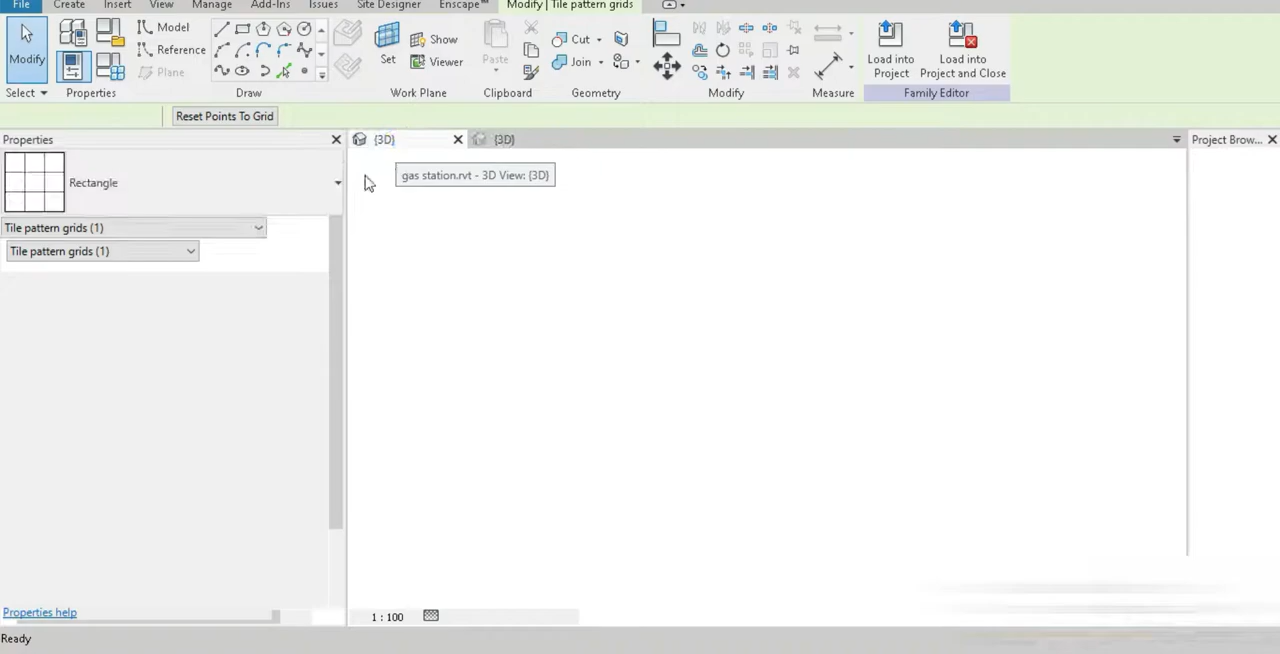 File Create Insert View Manage Add-Ins Issues Site Designer Enscape™ Modify | Tile pattern grids
Modify
Model
Reference
Plane
Set
Show
Viewer
Paste
Cut
Join
Load into Project
Load into Project and Close
Select Properties Draw Work Plane Clipboard Geometry Modify Measure Family Editor
Reset Points To Grid
Properties
{3D}
{3D}
Project Brow...
gas station.rvt - 3D View: {3D}
Rectangle
Tile pattern grids (1)
Tile pattern grids (1)
Properties help
1 : 100
Ready